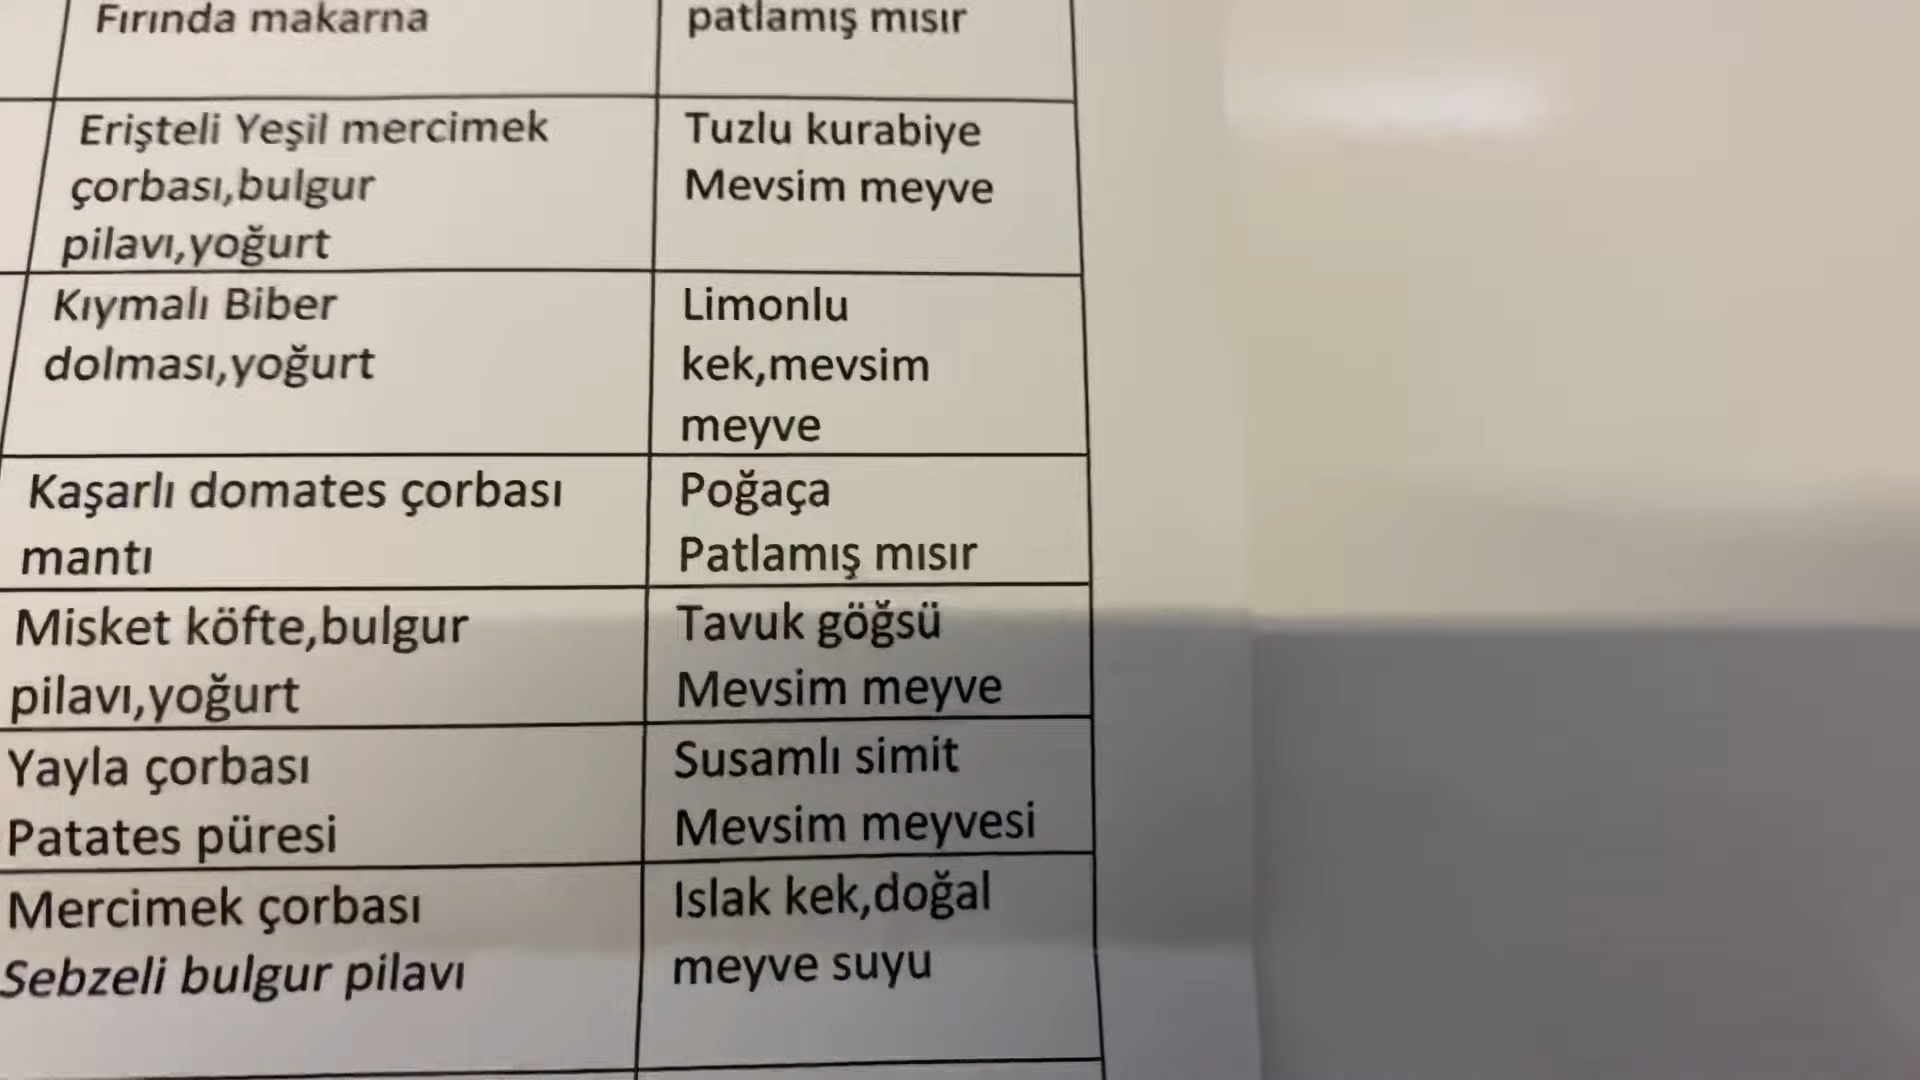 Fırında makarna
patlamış mısır
Erişteli Yeşil mercimek
çorbası,bulgur
pilavı,yoğurt
Tuzlu kurabiye
Mevsim meyve
Kıymalı Biber
dolması,yoğurt
Limonlu
kek,mevsim
meyve
Kaşarlı domates çorbası
mantı
Poğaça
Patlamış mısır
Misket köfte,bulgur
pilavı,yoğurt
Tavuk göğsü
Mevsim meyve
Yayla çorbası
Patates püresi
Susamlı simit
Mevsim meyvesi
Mercimek çorbası
Sebzeli bulgur pilavı
Islak kek,doğal
meyve suyu